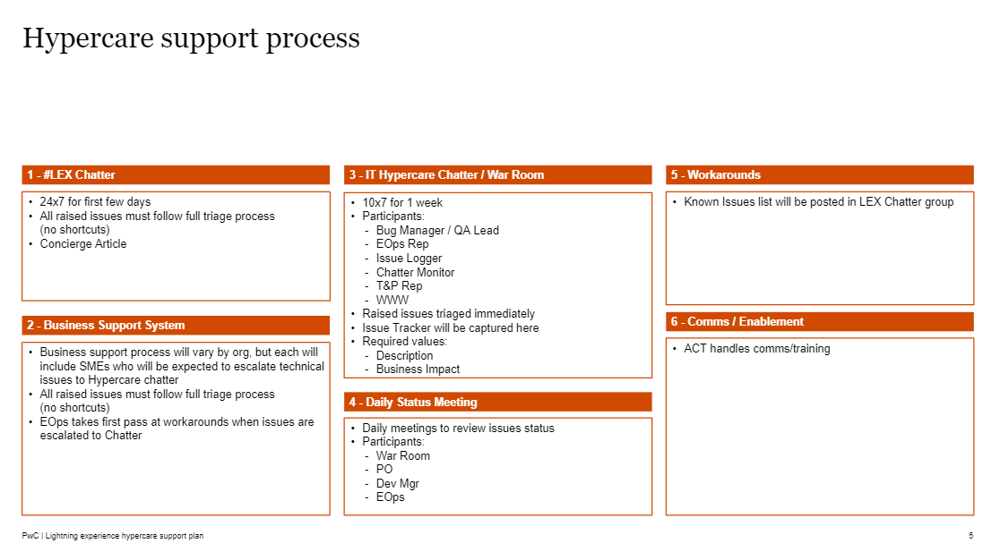 Hypercare support process
1 - #LEX Chatter
• 24x7 for first few days
• All raised issues must follow full triage process
(no shortcuts)
• Concierge Article
2 - Business Support System
• Business support process will vary by org, but each will
include SMEs who will be expected to escalate technical
issues to Hypercare chatter
• All raised issues must follow full triage process
(no shortcuts)
• EOps takes first pass at workarounds when issues are
escalated to Chatter
3 - IT Hypercare Chatter / War Room
• 10x7 for 1 week
• Participants:
- Bug Manager / QA Lead
- EOps Rep
- Issue Logger
- Chatter Monitor
- T&P Rep
- WWW
• Raised issues triaged immediately
• Issue Tracker will be captured here
• Required values:
- Description
- Business Impact
4 - Daily Status Meeting
• Daily meetings to review issues status
• Participants:
- War Room
- PO
- Dev Mgr
- EOps
5 - Workarounds
• Known Issues list will be posted in LEX Chatter group
6 - Comms / Enablement
• ACT handles comms/training
PwC | Lightning experience hypercare support plan
5